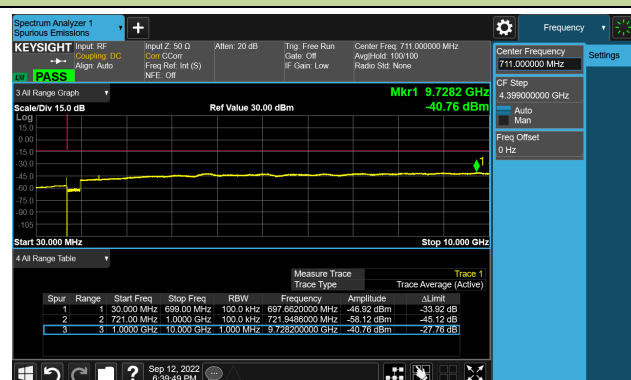 Spectrum Analyzer 1
Spurious Emissions
Frequency
KEYSIGHT
Input: RF
Coupling: DC
Align: Auto
Input Z: 50 Ω
Corr CCorr
Freq Ref: Int (S)
NFE: Off
Atten: 20 dB
Trig: Free Run
Gate: Off
IF Gain: Low
Center Freq: 711.000000 MHz
Avg|Hold: 100/100
Radio Std: None
LXI PASS
Center Frequency
711.000000 MHz
Settings
CF Step
4.399000000 GHz
Auto
Man
Freq Offset
0 Hz
3 All Range Graph
Mkr1 9.7282 GHz
Scale/Div 15.0 dB
Ref Value 30.00 dBm
-40.76 dBm
Log
15.0
0.00
-15.0
-30.0
-45.0
-60.0
-75.0
-90.0
-105
1
Start 30.000 MHz
Stop 10.000 GHz
4 All Range Table
Measure Trace Trace 1
Trace Type Trace Average (Active)
Spur Range Start Freq Stop Freq RBW Frequency Amplitude ΔLimit
1 1 30.000 MHz 699.00 MHz 100.0 kHz 697.6620000 MHz -46.92 dBm -33.92 dB
2 2 721.00 MHz 1.0000 GHz 100.0 kHz 721.9486000 MHz -58.12 dBm -45.12 dB
3 3 1.0000 GHz 10.000 GHz 1.000 MHz 9.728200000 GHz -40.76 dBm -27.76 dB
?
Sep 12, 2022
6:39:49 PM